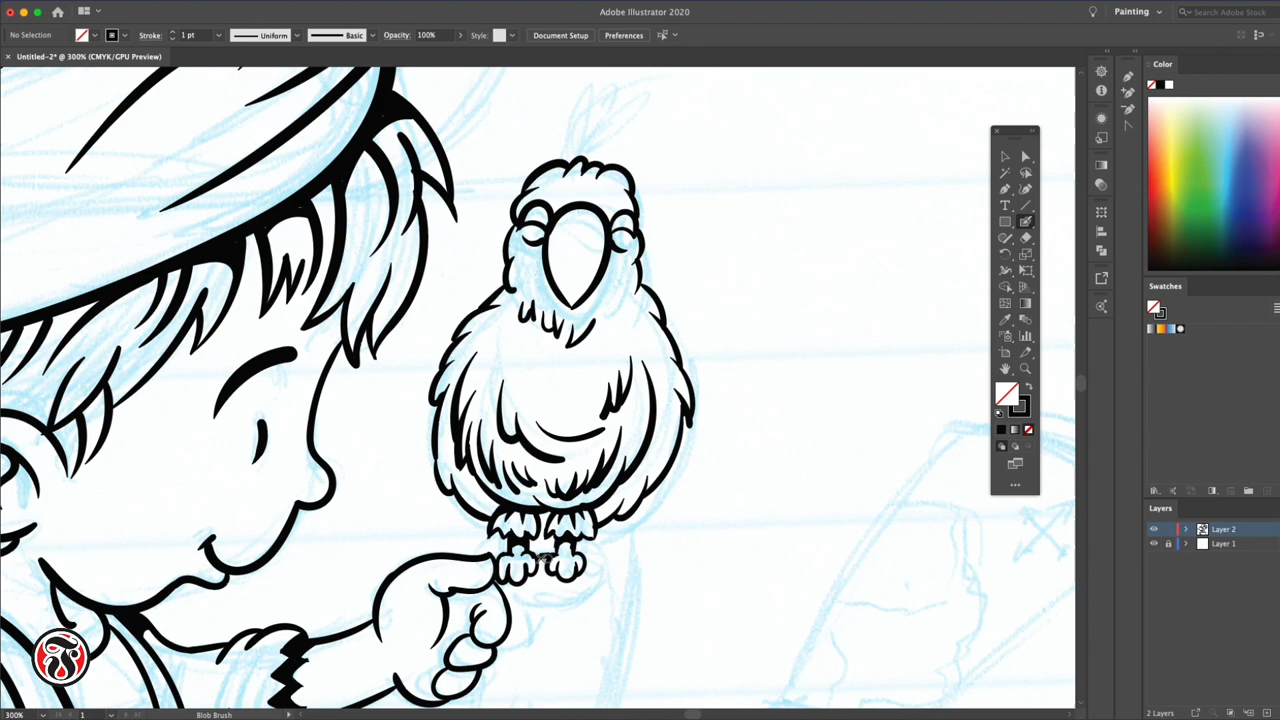 Adobe Illustrator 2020
Painting
Search Adobe Stock
No Selection
Stroke:
1 pt
Uniform
Basic
Opacity:
100%
Style:
Document Setup
Preferences
Untitled-2* @ 300% (CMYK/GPU Preview)
Color
Swatches
Layers
Layer 2
Layer 1
300%
1
Blob Brush
2 Layers